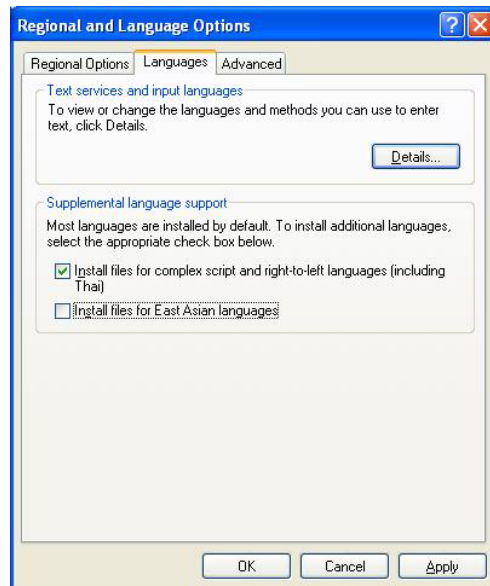 Regional and Language Options
Regional Options Languages Advanced
Text services and input languages
To view or change the languages and methods you can use to enter
text, click Details.
Details...
Supplemental language support
Most languages are installed by default. To install additional languages,
select the appropriate check box below.
Install files for complex script and right-to-left languages (including
Thai)
Install files for East Asian languages
OK Cancel Apply